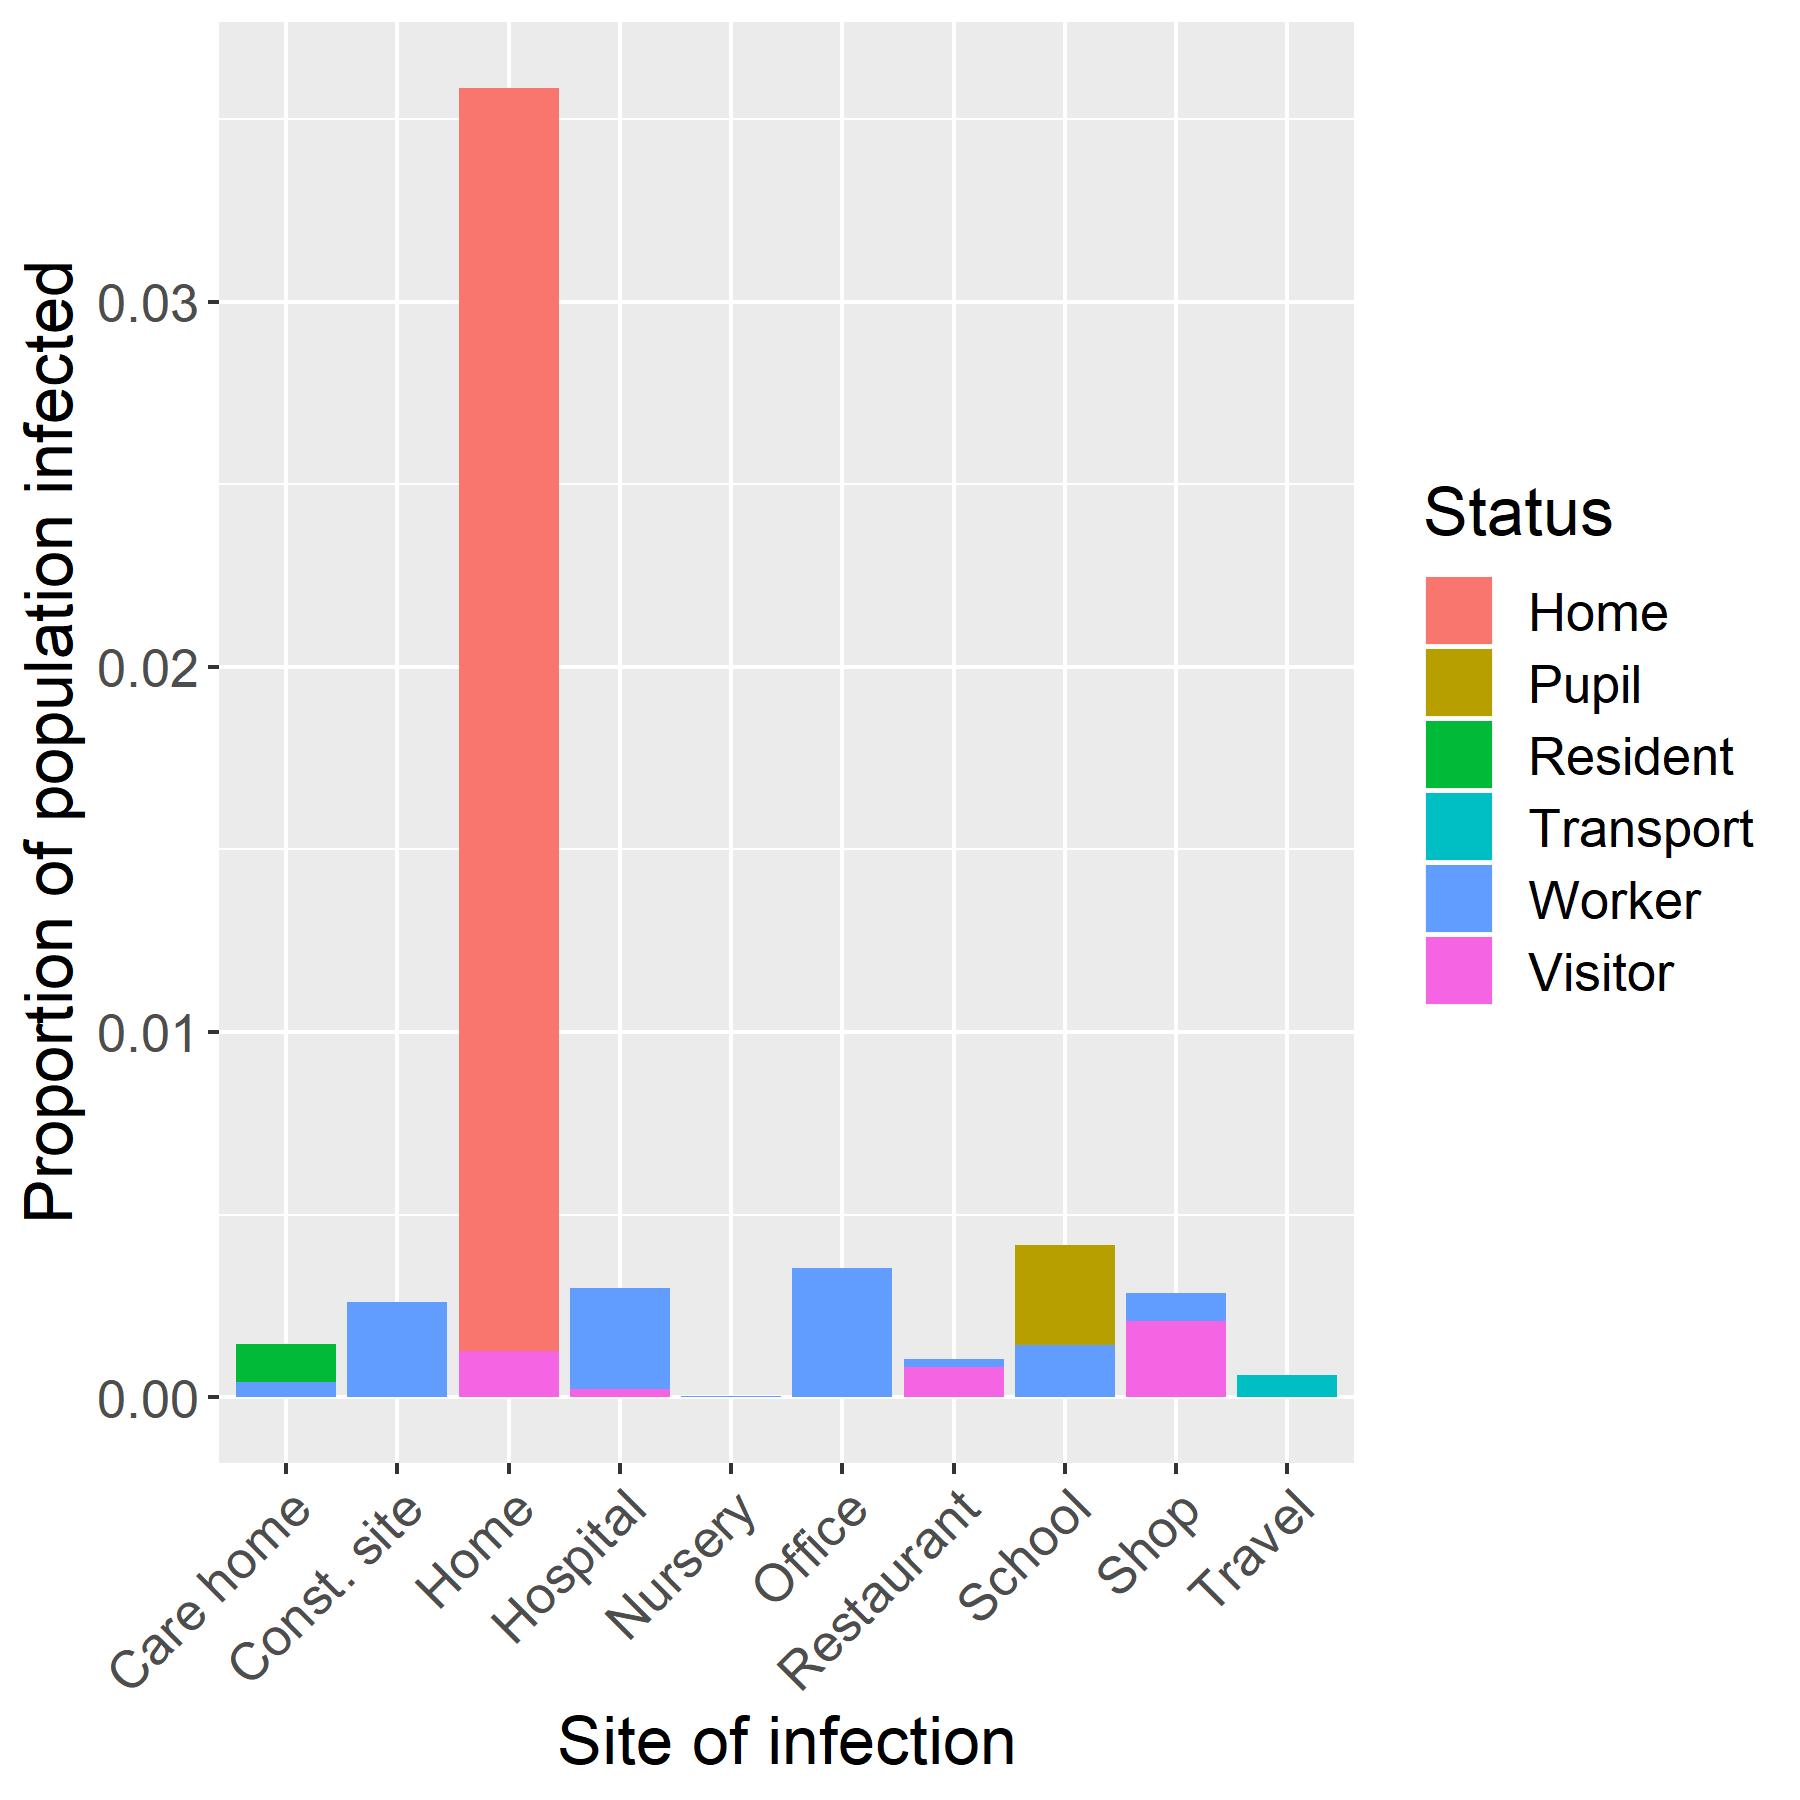 Proportion of population infected
0.03
0.02
0.01
0.00
Care home
Const. site
Home
Hospital
Nursery
Office
Restaurant
School
Shop
Travel
Site of infection
Status
Home
Pupil
Resident
Transport
Worker
Visitor